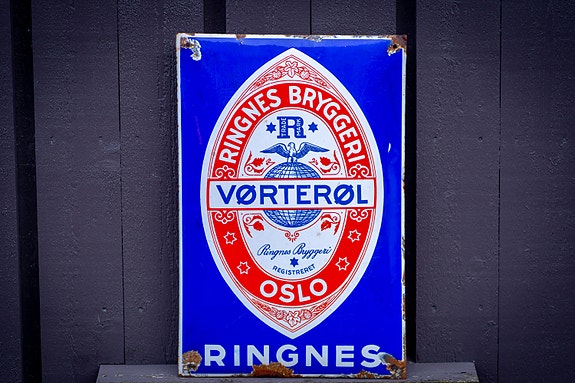 RINGNES BRYGGERI
TRADE R MARK
VØRTERØL
Ringnes Bryggeri
REGISTRERET
OSLO
RINGNES